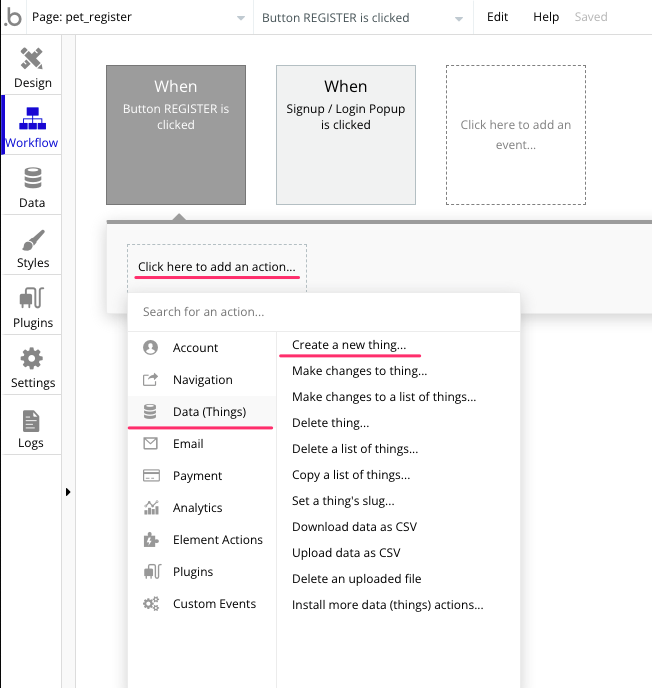 .b
Page: pet_register
Button REGISTER is clicked
Edit
Help
Saved
Design
Workflow
Data
Styles
Plugins
Settings
Logs
When
Button REGISTER is
clicked
When
Signup / Login Popup
is clicked
Click here to add an
event...
Click here to add an action...
Search for an action...
Account
Navigation
Data (Things)
Email
Payment
Analytics
Element Actions
Plugins
Custom Events
Create a new thing...
Make changes to thing...
Make changes to a list of things...
Delete thing...
Delete a list of things...
Copy a list of things...
Set a thing's slug...
Download data as CSV
Upload data as CSV
Delete an uploaded file
Install more data (things) actions...